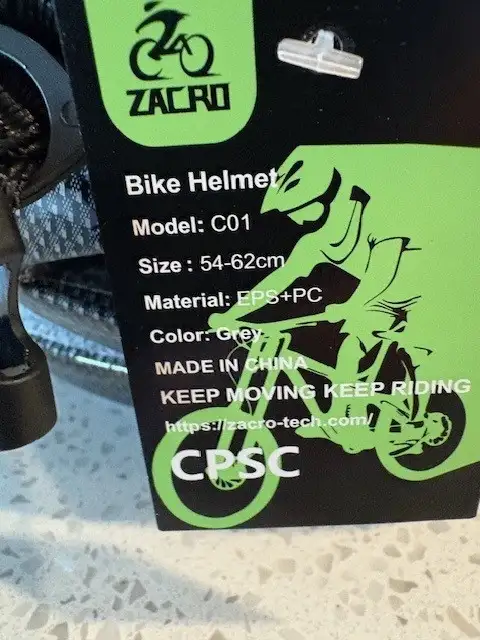 ZACRO
Bike Helmet
Model: C01
Size : 54-62cm
Material: EPS+PC
Color: Grey
MADE IN CHINA
KEEP MOVING KEEP RIDING
https://zacro-tech.com/
CPSC